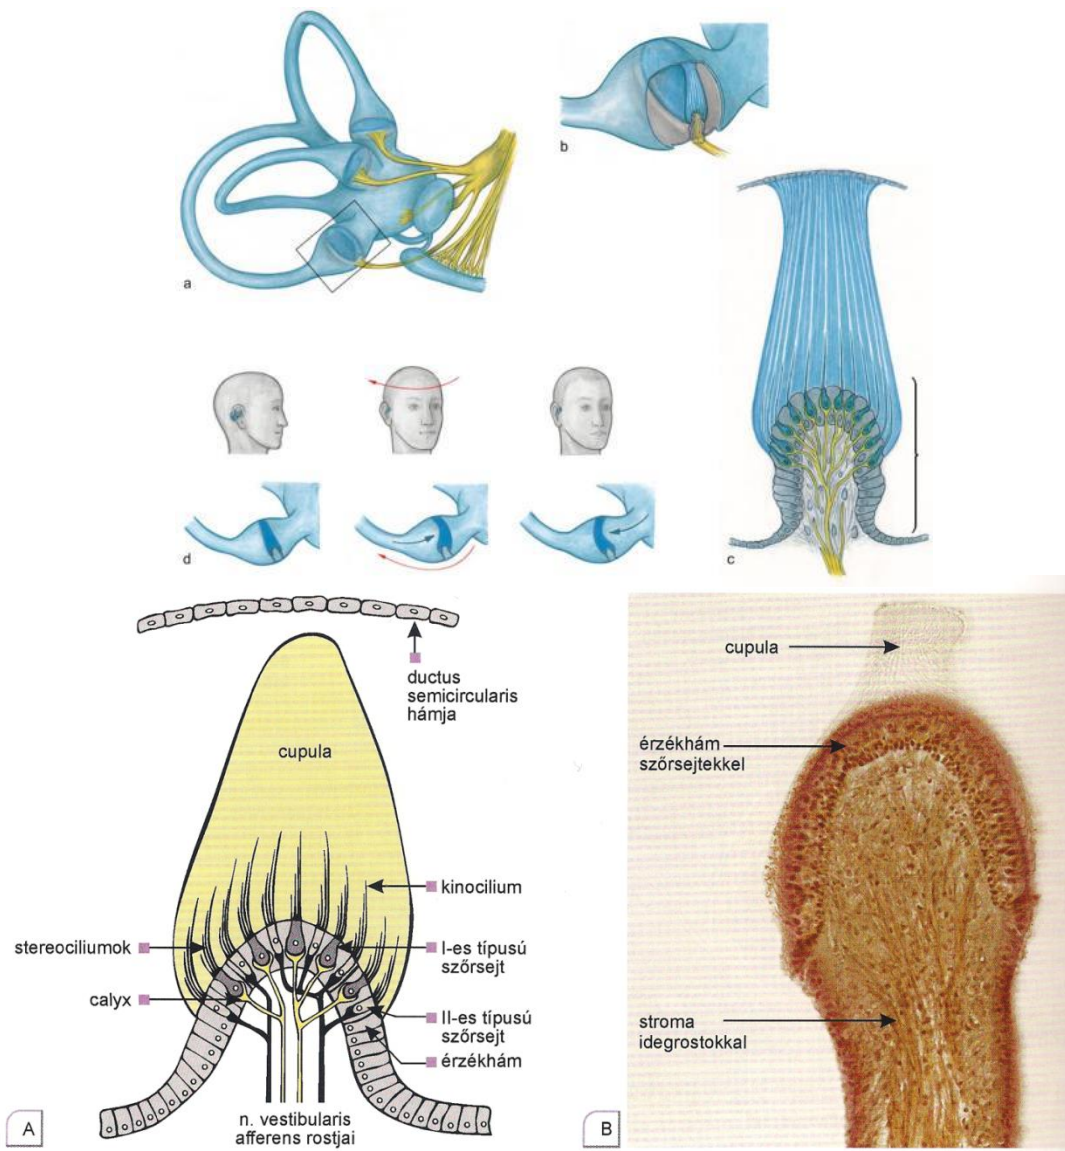 a
b
c
d
ductus
semicircularis
hámja
cupula
kinocilium
stereociliumok
I-es típusú
szőrsejt
calyx
II-es típusú
szőrsejt
érzékhám
n. vestibularis
afferens rostjai
A
cupula
érzékhám
szőrsejtekkel
stroma
idegrostokkal
B